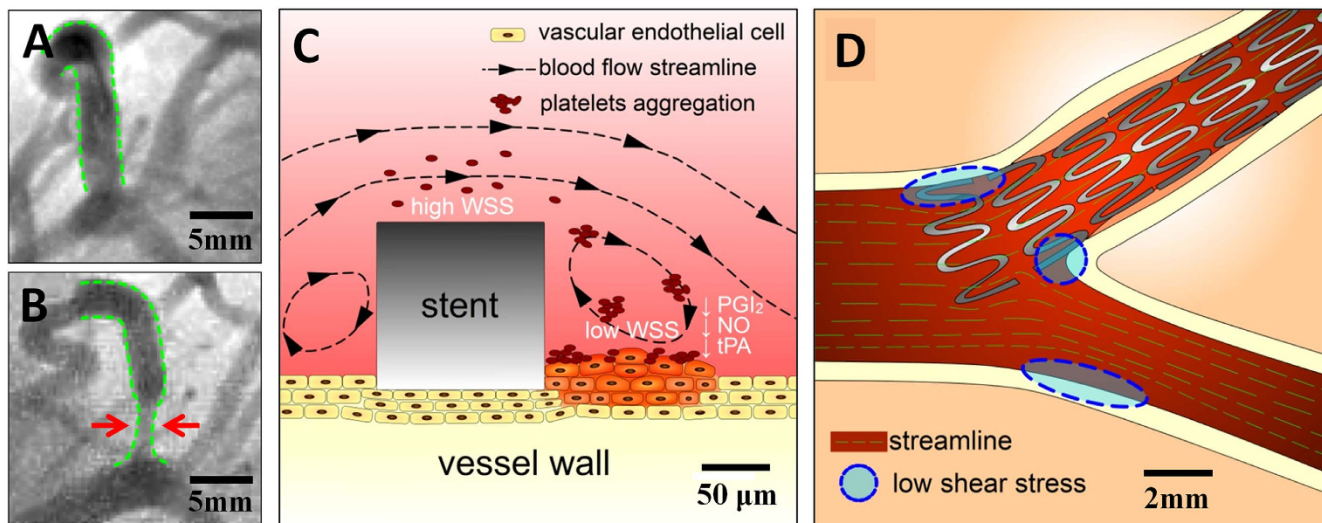 A
5mm
B
5mm
C
vascular endothelial cell
blood flow streamline
platelets aggregation
high WSS
stent
low WSS
↓ PGI₂
↓ NO
↓ tPA
vessel wall
50 μm
D
streamline
low shear stress
2mm